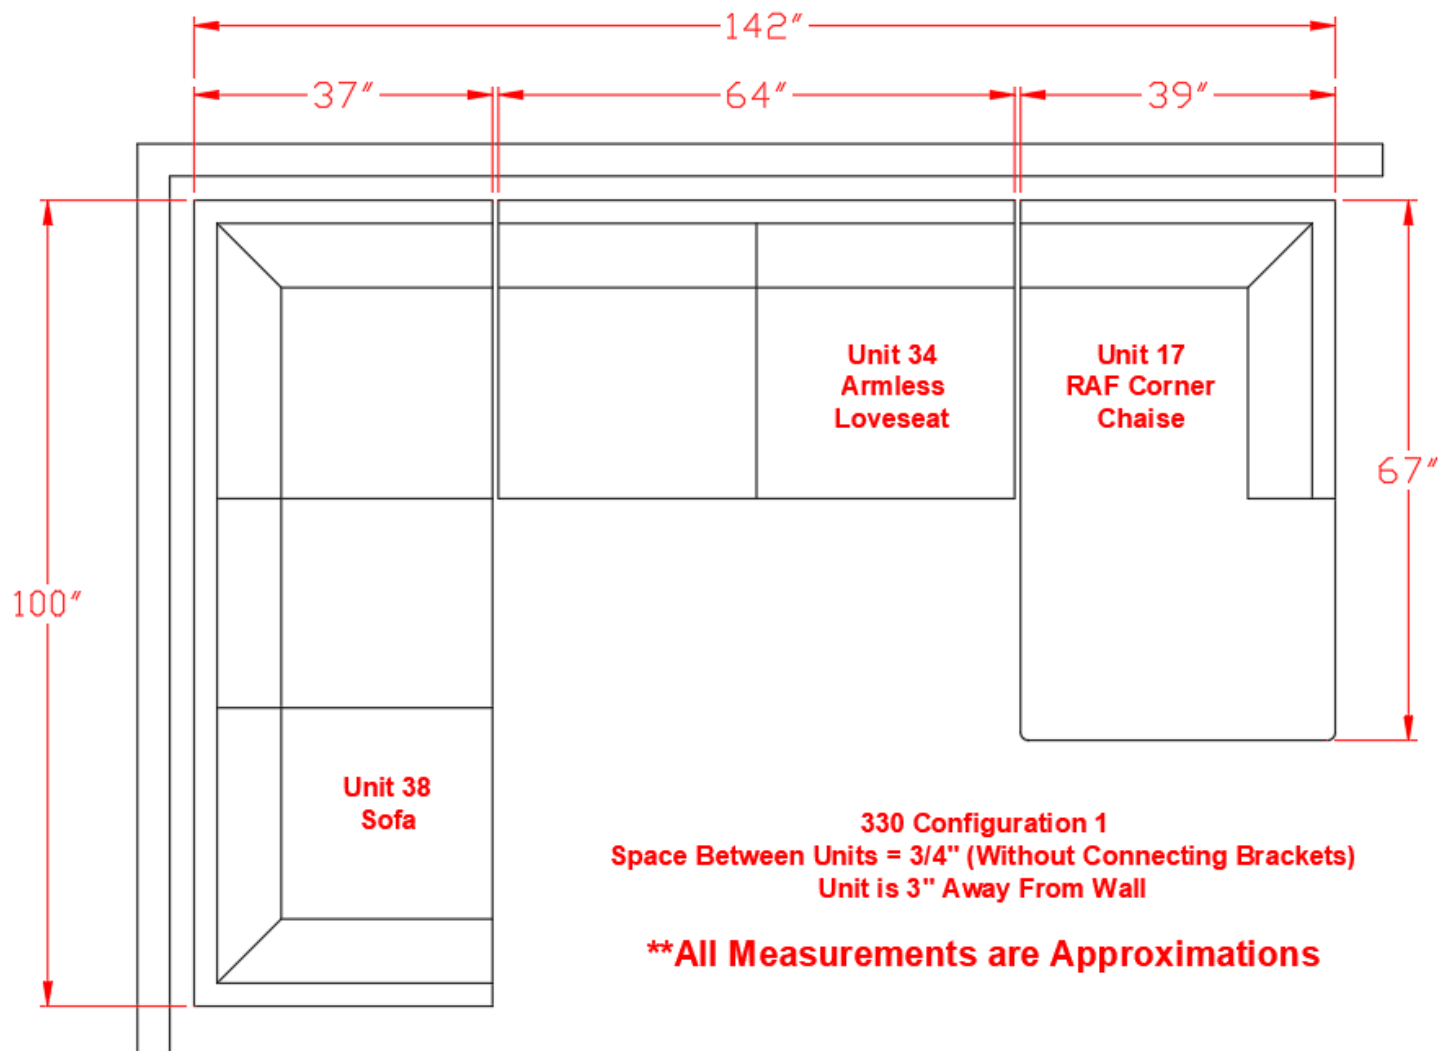 142"
37"
64"
39"
Unit 34
Armless
Loveseat
Unit 17
RAF Corner
Chaise
67"
100"
Unit 38
Sofa
330 Configuration 1
Space Between Units = 3/4" (Without Connecting Brackets)
Unit is 3" Away From Wall
**All Measurements are Approximations